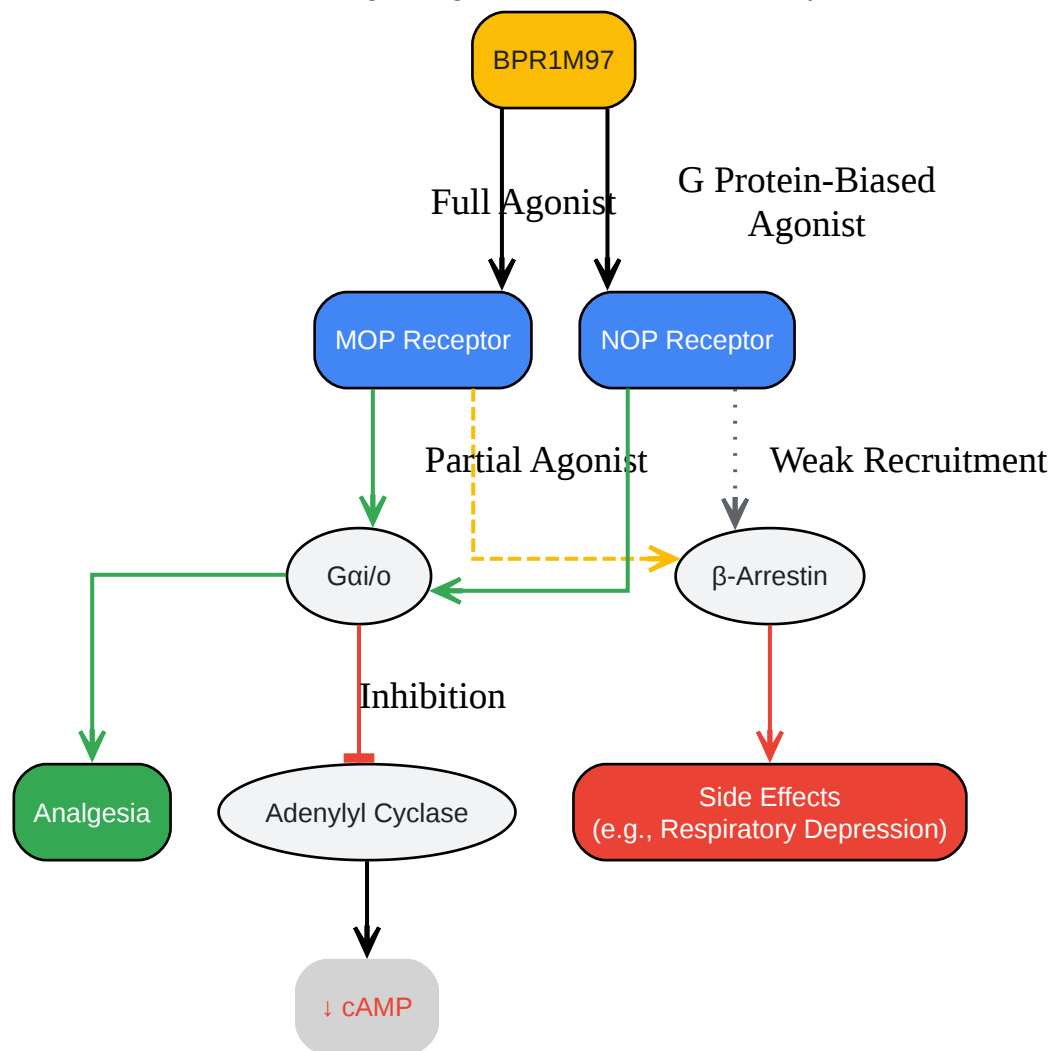 BPR1M97
Full Agonist
G Protein-Biased
Agonist
MOP Receptor
NOP Receptor
Partial Agonist
Weak Recruitment
Gαi/o
β-Arrestin
Inhibition
Analgesia
Adenylyl Cyclase
Side Effects
(e.g., Respiratory Depression)
↓ cAMP